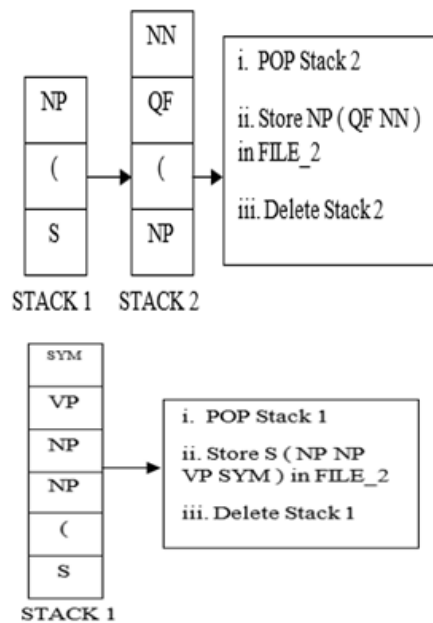 NN
NP
QF
(
(
S
NP
STACK 1
STACK 2
i. POP Stack 2
ii. Store NP ( QF NN )
in FILE_2
iii. Delete Stack 2
SYM
VP
NP
NP
(
S
STACK 1
i. POP Stack 1
ii. Store S ( NP NP
VP SYM ) in FILE_2
iii. Delete Stack 1